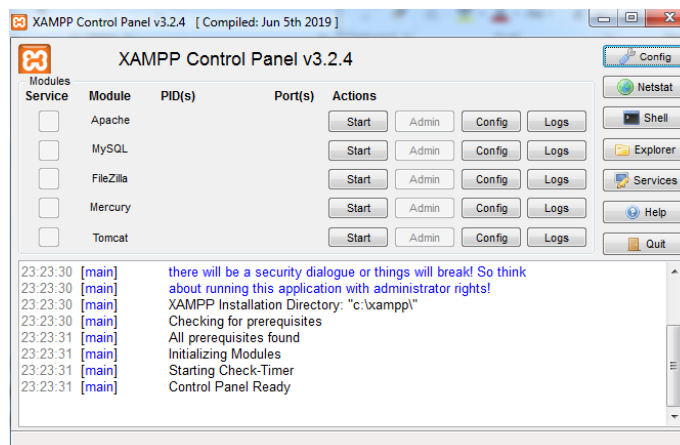 XAMPP Control Panel v3.2.4 [ Compiled: Jun 5th 2019 ]
XAMPP Control Panel v3.2.4
Config
Modules
Service Module PID(s) Port(s) Actions
Netstat
Apache Start Admin Config Logs
Shell
MySQL Start Admin Config Logs
Explorer
FileZilla Start Admin Config Logs
Services
Mercury Start Admin Config Logs
Help
Tomcat Start Admin Config Logs
Quit
23:23:30 [main] there will be a security dialogue or things will break! So think
23:23:30 [main] about running this application with administrator rights!
23:23:30 [main] XAMPP Installation Directory: "c:\xampp\"
23:23:30 [main] Checking for prerequisites
23:23:31 [main] All prerequisites found
23:23:31 [main] Initializing Modules
23:23:31 [main] Starting Check-Timer
23:23:31 [main] Control Panel Ready